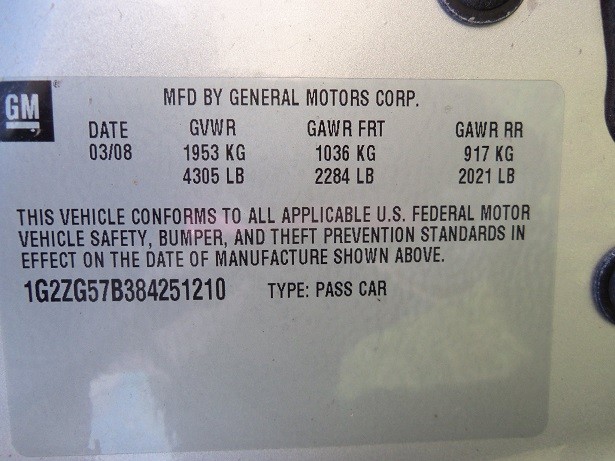 GM
MFD BY GENERAL MOTORS CORP.
DATE GVWR GAWR FRT GAWR RR
03/08 1953 KG 1036 KG 917 KG
4305 LB 2284 LB 2021 LB
THIS VEHICLE CONFORMS TO ALL APPLICABLE U.S. FEDERAL MOTOR
VEHICLE SAFETY, BUMPER, AND THEFT PREVENTION STANDARDS IN
EFFECT ON THE DATE OF MANUFACTURE SHOWN ABOVE.
1G2ZG57B384251210 TYPE: PASS CAR